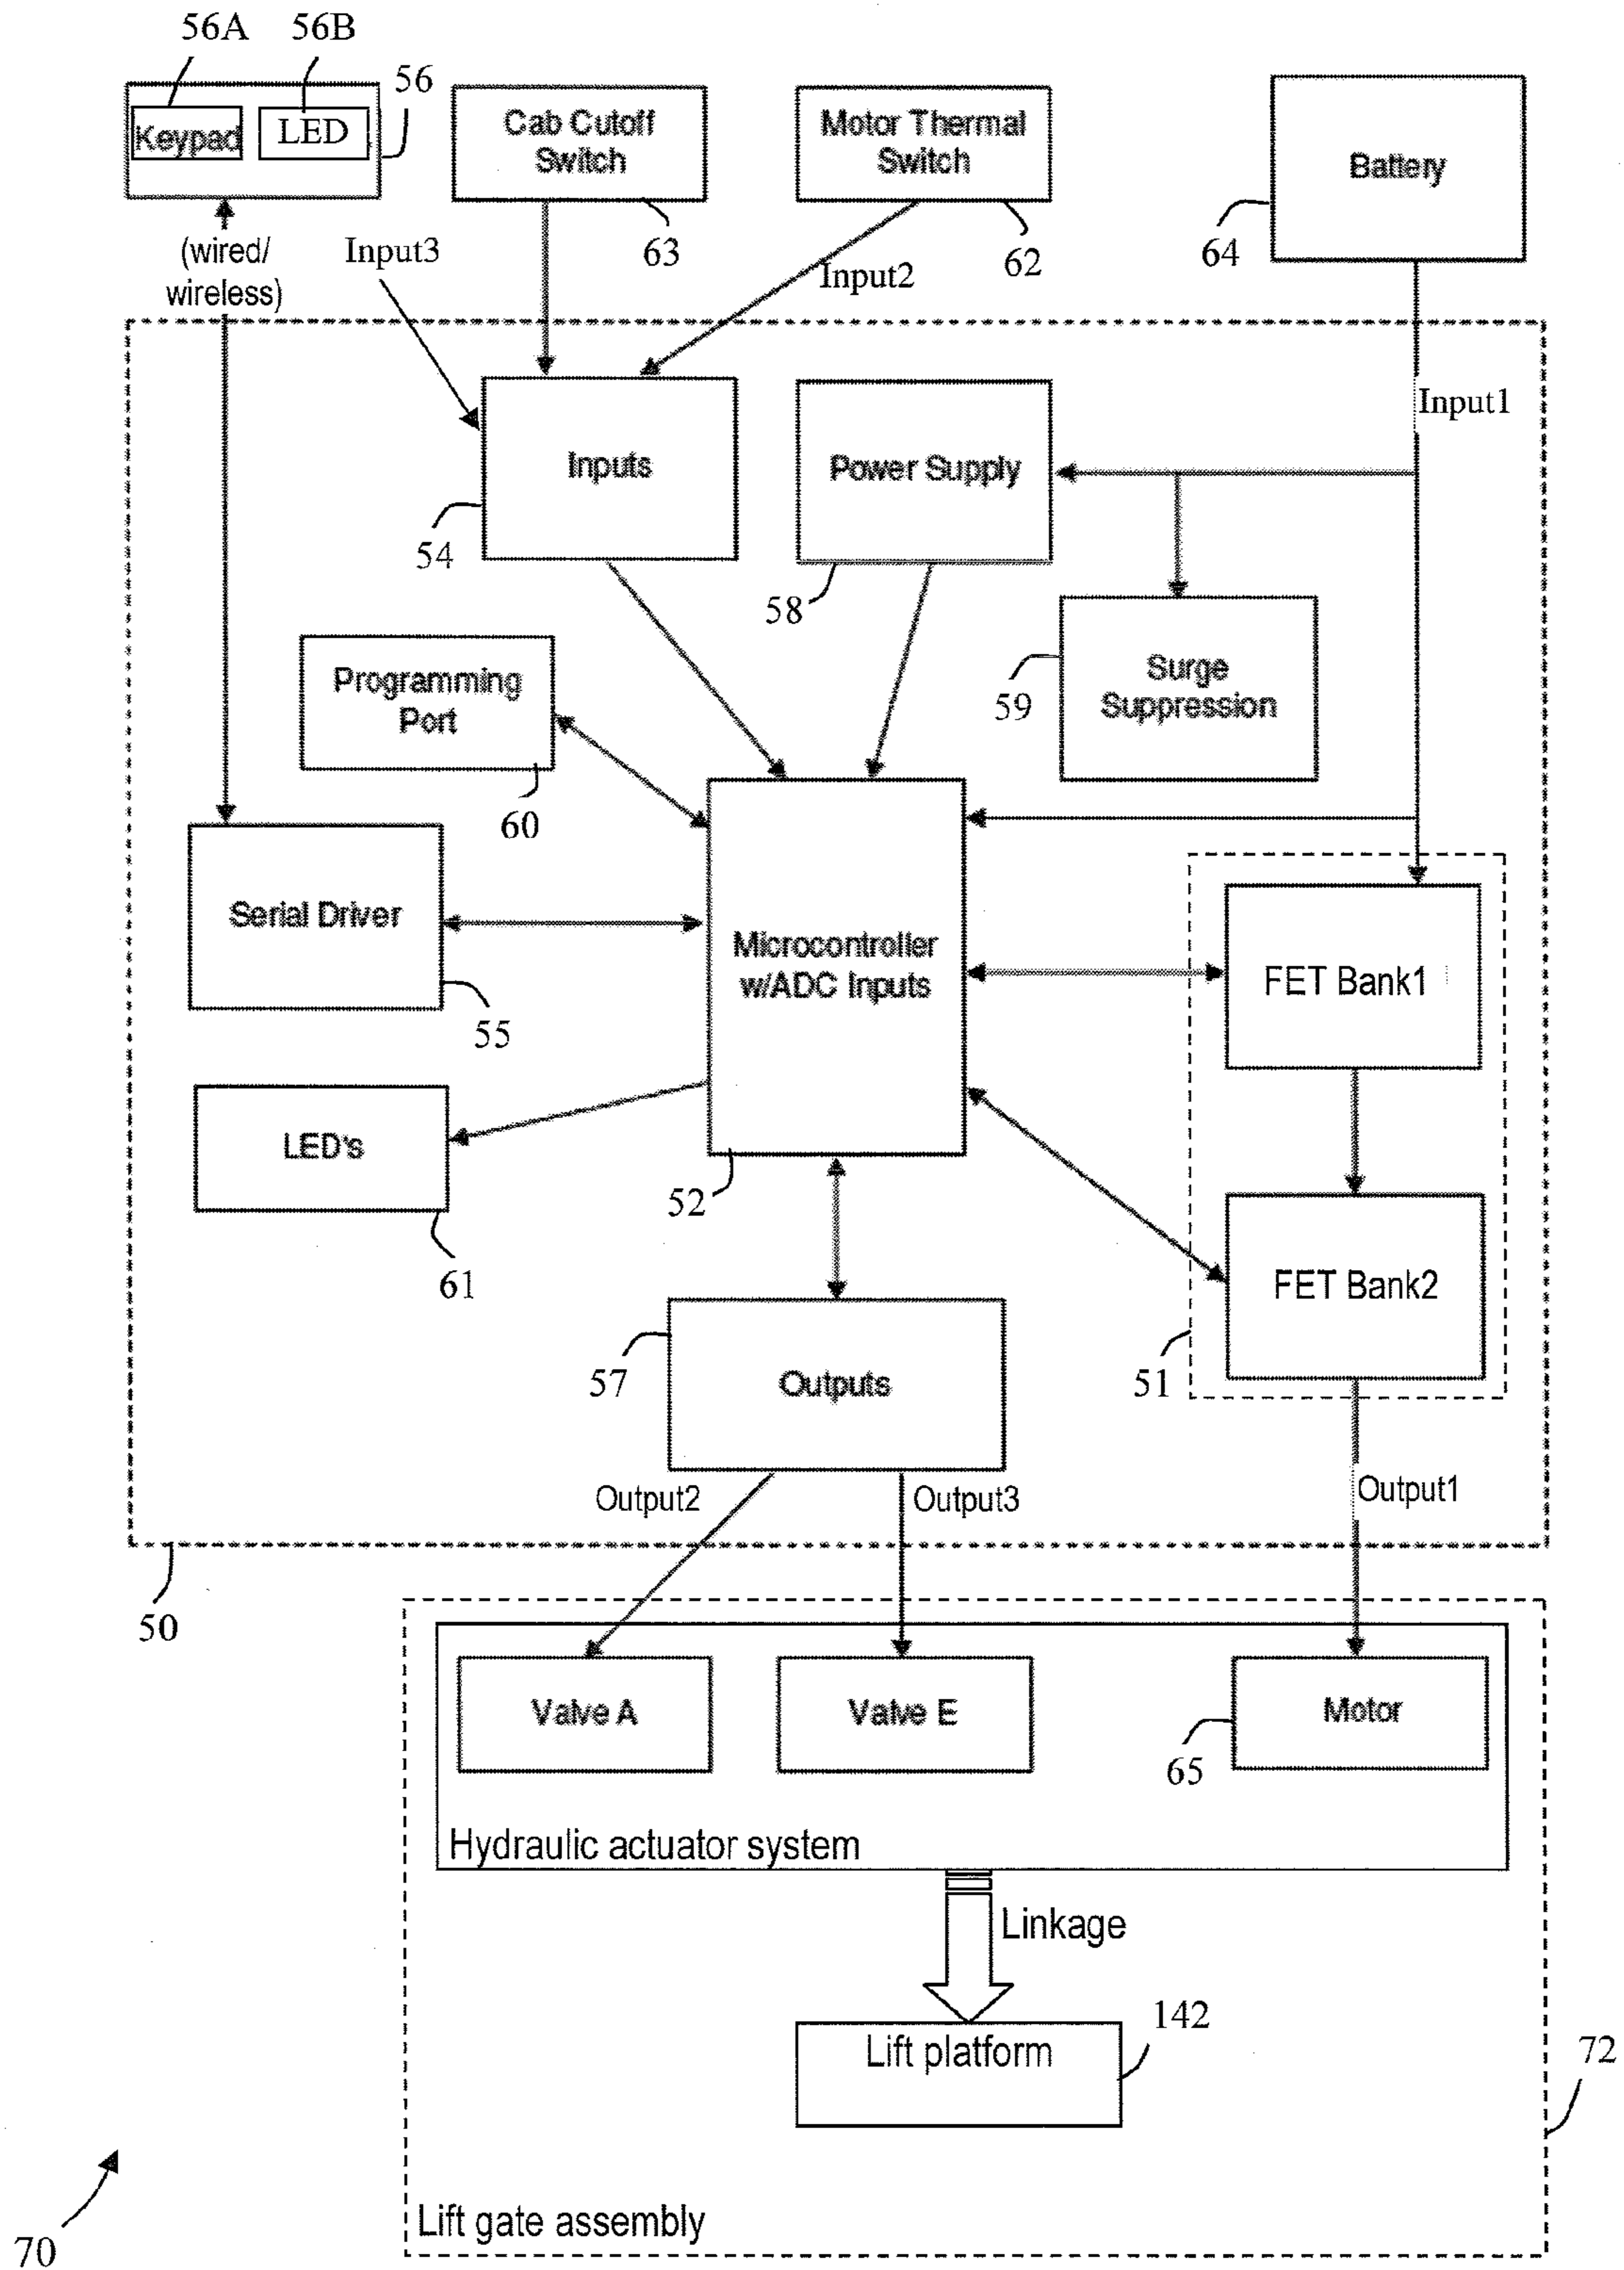 56A
56B
Keypad
LED
56
Cab Cutoff
Switch
63
Motor Thermal
Switch
62
Battery
64
(wired/
wireless)
Input3
Input2
Input1
Inputs
54
Power Supply
58
Surge
Suppression
59
Programming
Port
60
Serial Driver
55
Microcontroller
w/ADC Inputs
52
FET Bank1
FET Bank2
51
LED's
61
Outputs
57
Output2
Output3
Output1
50
Valve A
Valve E
Motor
65
Hydraulic actuator system
Linkage
Lift platform
142
72
Lift gate assembly
70